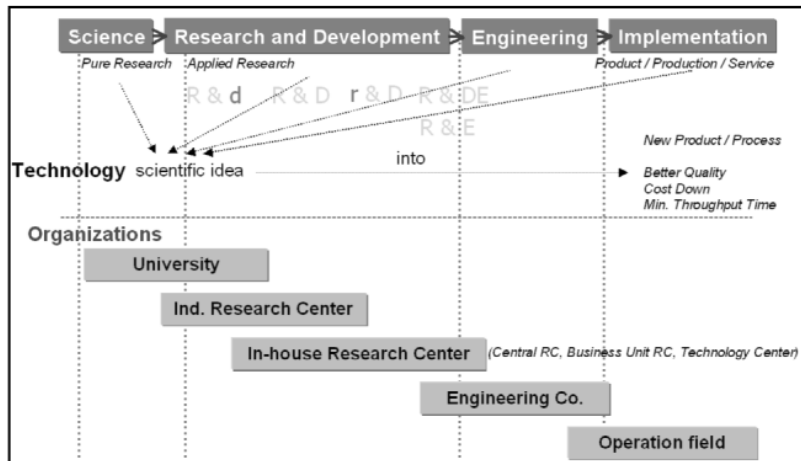 Science
Research and Development
Engineering
Implementation
Pure Research
Applied Research
Product / Production / Service
R & d
R & D
r & D
R & DE
R & E
New Product / Process
Technology scientific idea
into
Better Quality
Cost Down
Min. Throughput Time
Organizations
University
Ind. Research Center
In-house Research Center
(Central RC, Business Unit RC, Technology Center)
Engineering Co.
Operation field